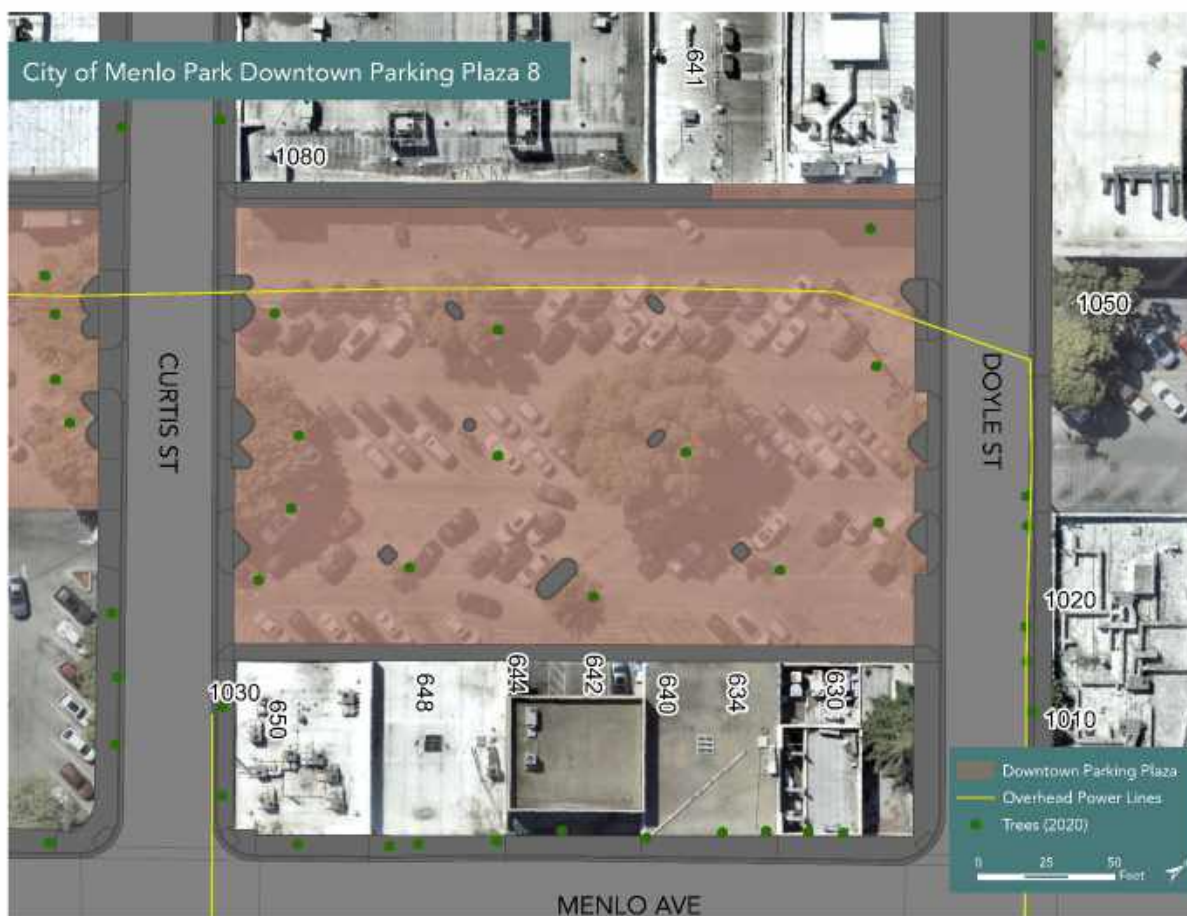 City of Menlo Park Downtown Parking Plaza 8
641
1080
1050
CURTIS ST
DOYLE ST
1020
1030
650
648
644
642
640
634
630
1010
Downtown Parking Plaza
Overhead Power Lines
Trees (2020)
0 25 50
Feet
MENLO AVE